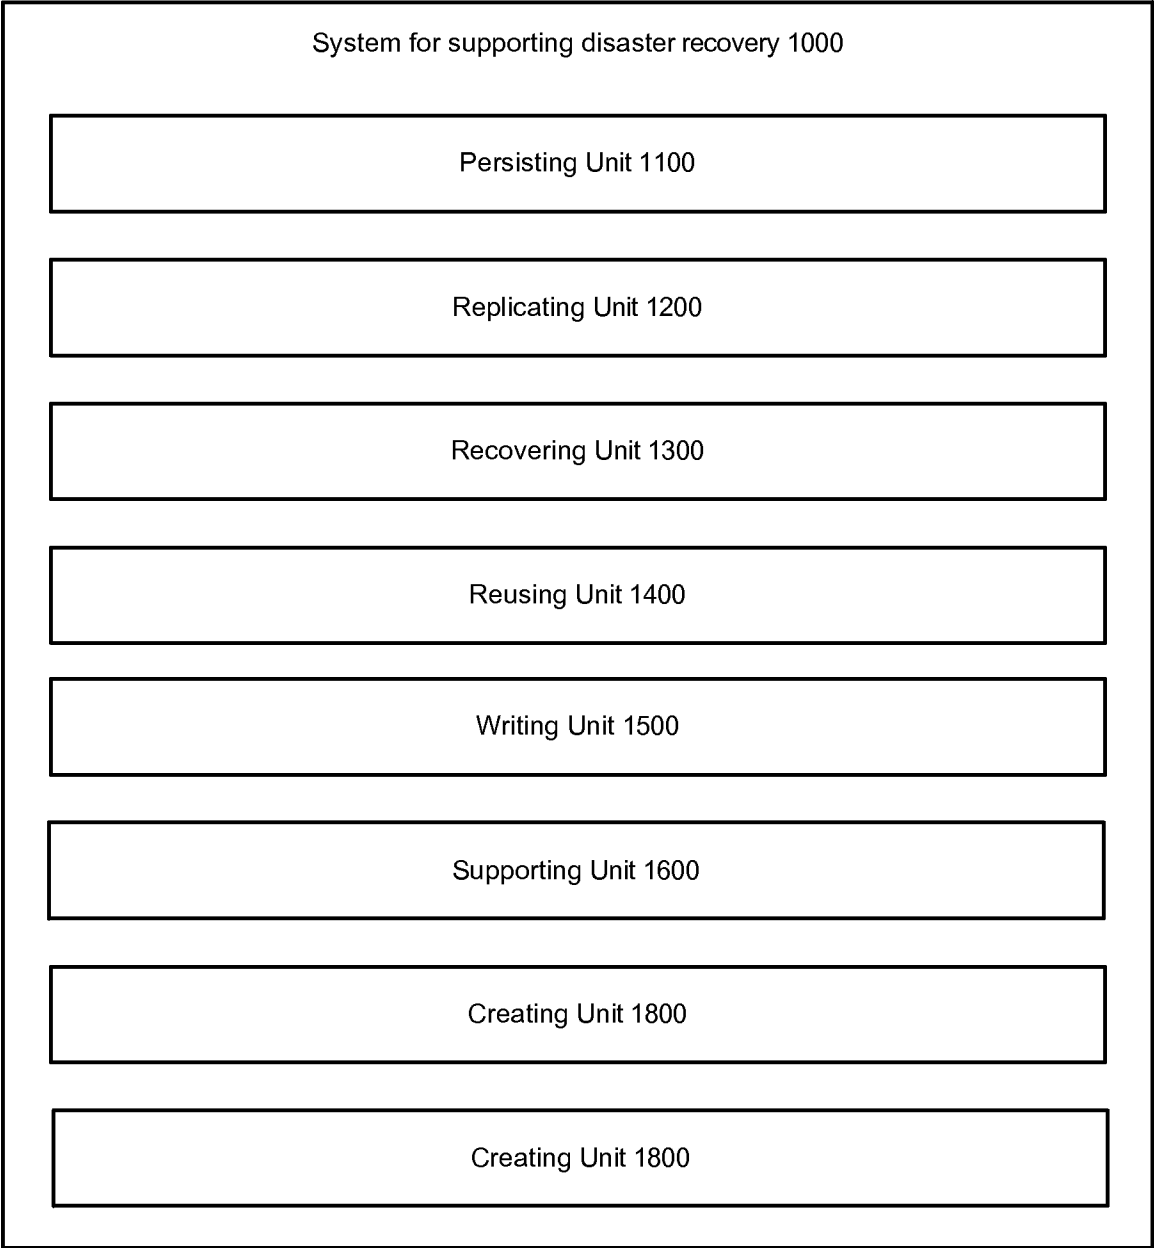 System for supporting disaster recovery 1000
Persisting Unit 1100
Replicating Unit 1200
Recovering Unit 1300
Reusing Unit 1400
Writing Unit 1500
Supporting Unit 1600
Creating Unit 1800
Creating Unit 1800